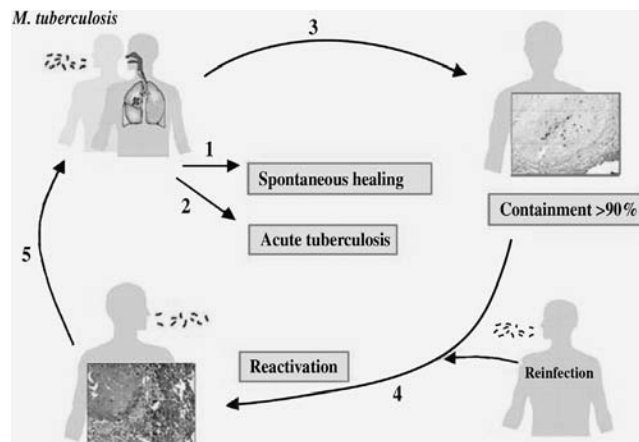 M. tuberculosis
3
1
Spontaneous healing
2
Acute tuberculosis
Containment >90%
5
Reactivation
4
Reinfection